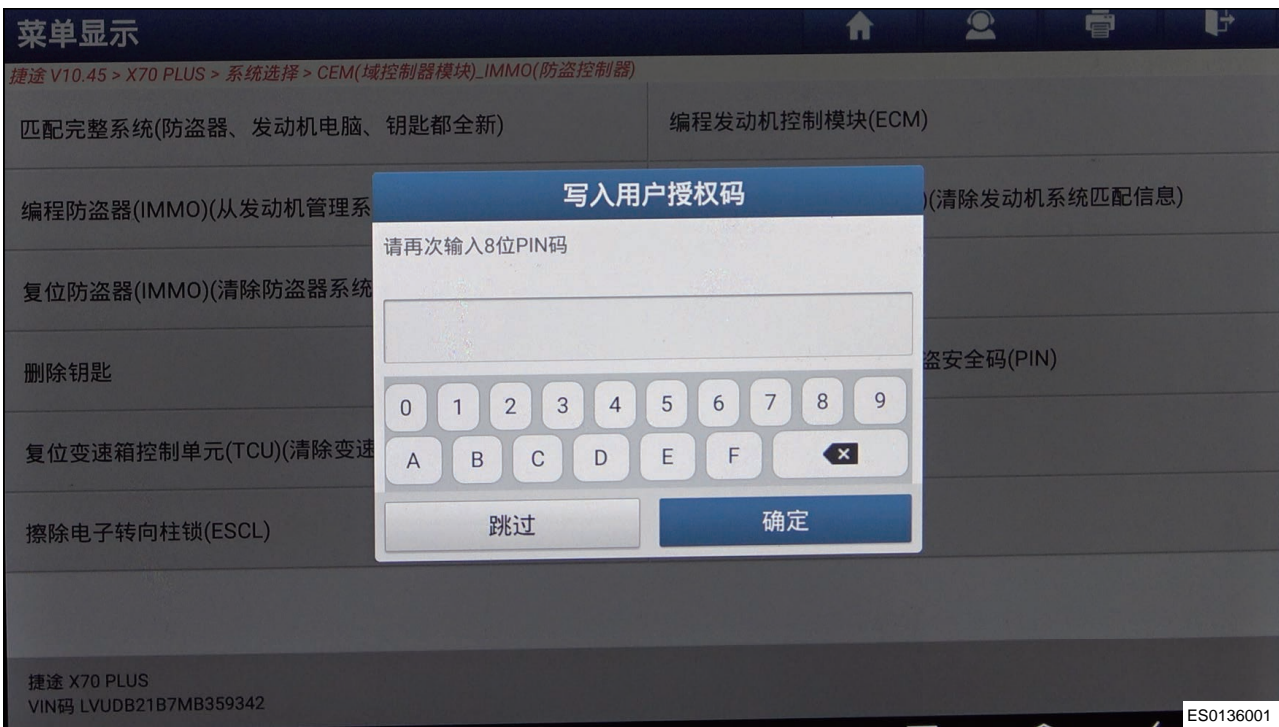 菜单显示
捷途 V10.45 > X70 PLUS > 系统选择 > CEM(域控制器模块)_IMMO(防盗控制器)
匹配完整系统(防盗器、发动机电脑、钥匙都全新)
编程发动机控制模块(ECM)
编程防盗器(IMMO)(从发动机管理系
)(清除发动机系统匹配信息)
复位防盗器(IMMO)(清除防盗器系统
删除钥匙
盗安全码(PIN)
复位变速箱控制单元(TCU)(清除变速
擦除电子转向柱锁(ESCL)
写入用户授权码
请再次输入8位PIN码
0 1 2 3 4 5 6 7 8 9
A B C D E F
跳过
确定
捷途 X70 PLUS
VIN码 LVUDB21B7MB359342
ES0136001